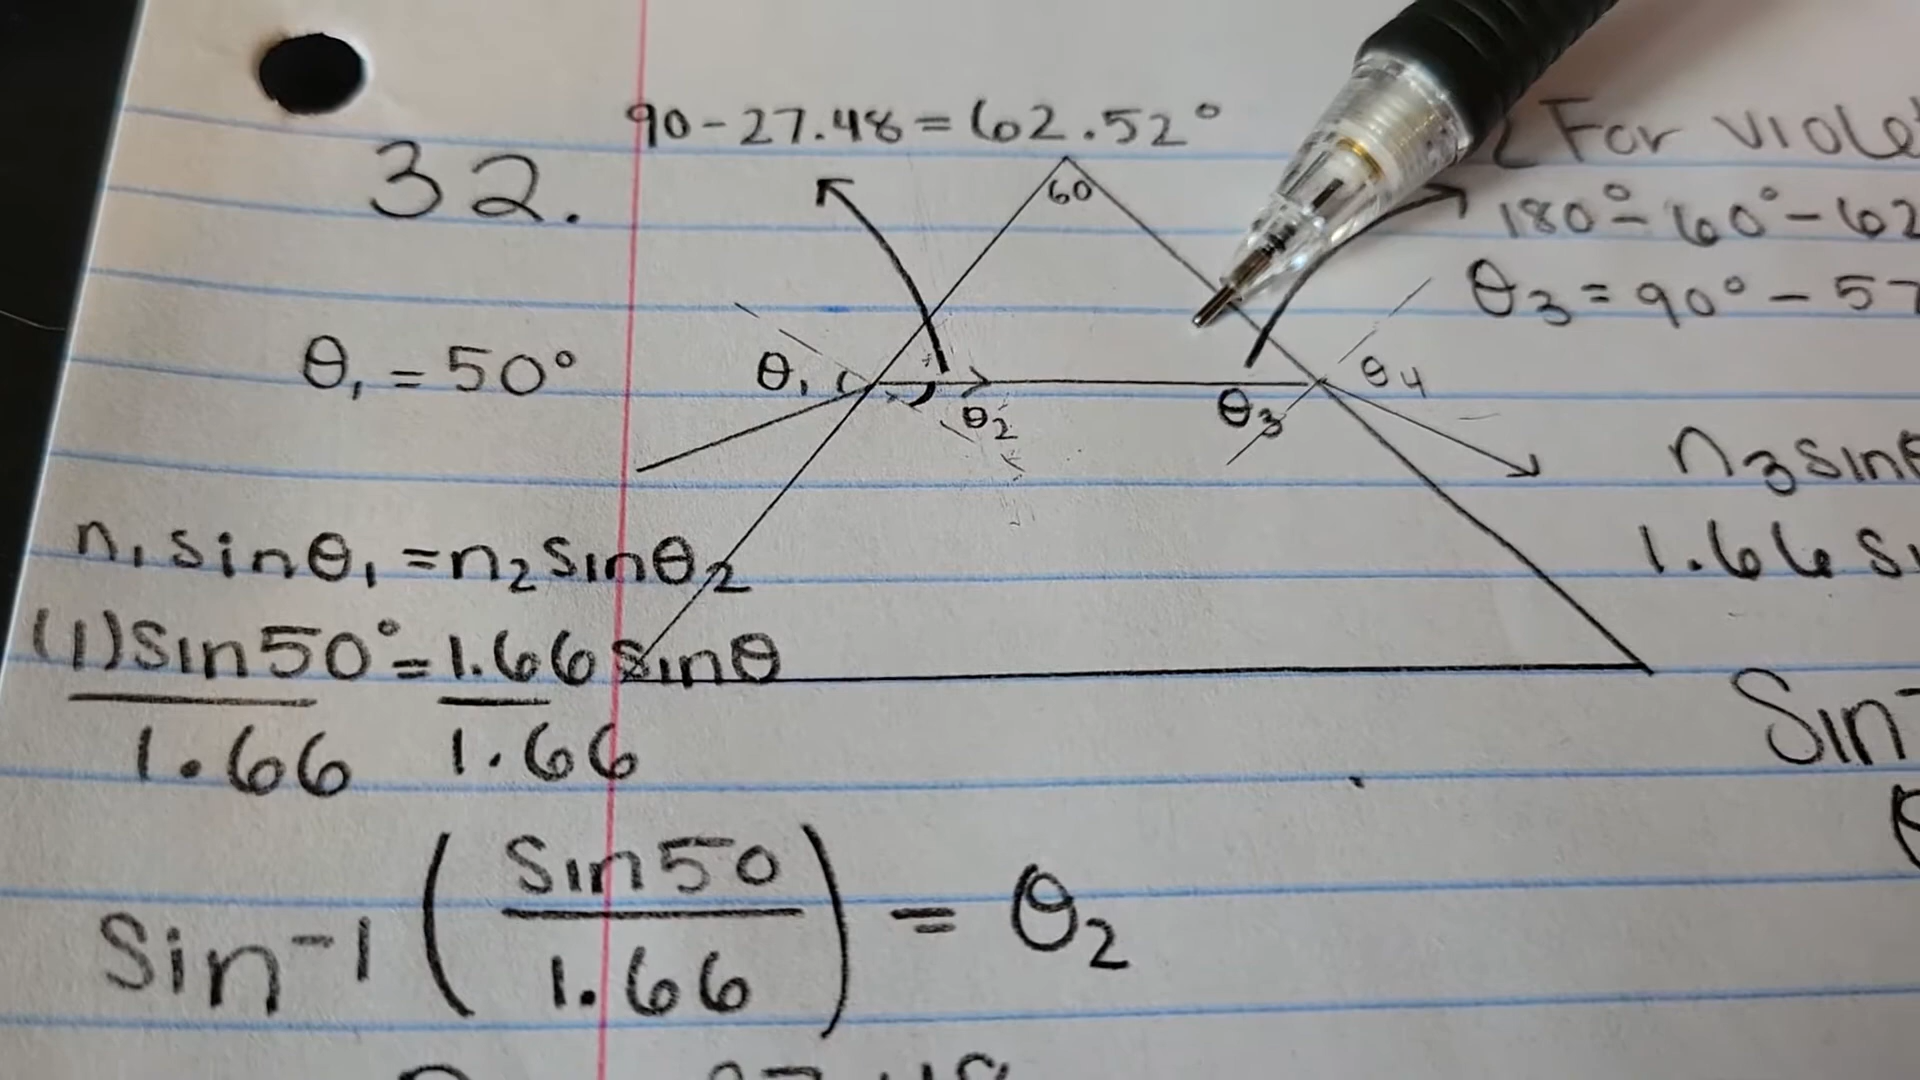 90-27.48=62.52°
32.
60
For Viole
180°-60°-62
θ3=90°-57
θ1=50°
θ1
θ2
θ3
θ4
n1sinθ1=n2sinθ2
(1)sin50°=1.66sinθ
1.66 1.66
n3sinθ
1.66 s
Sin-
Sin-1(sin50/1.66)=θ2